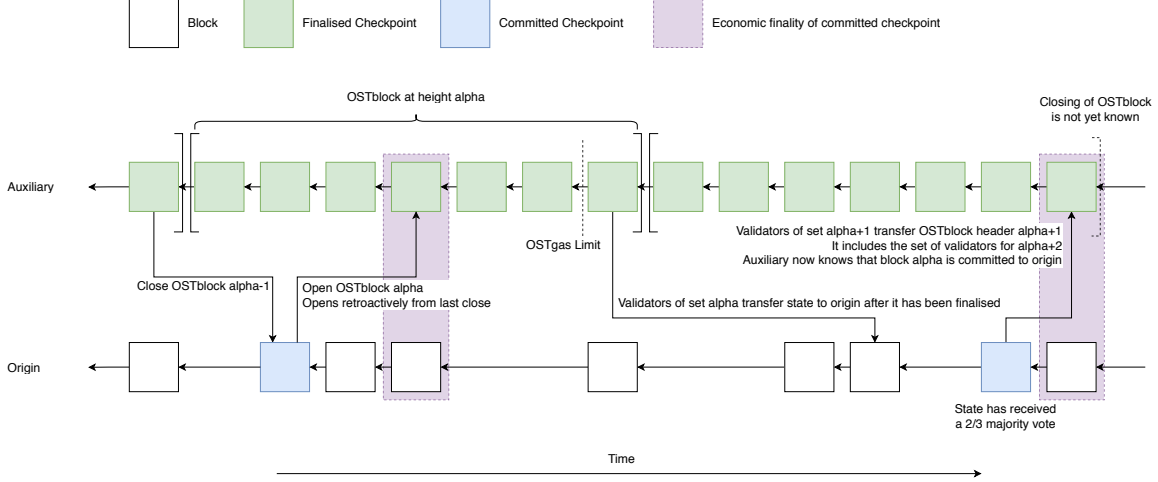 Block
Finalised Checkpoint
Committed Checkpoint
Economic finality of committed checkpoint
OSTblock at height alpha
Closing of OSTblock
is not yet known
Auxiliary
OSTgas Limit
Validators of set alpha+1 transfer OSTblock header alpha+1
It includes the set of validators for alpha+2
Auxiliary now knows that block alpha is committed to origin
Close OSTblock alpha-1
Open OSTblock alpha
Opens retroactively from last close
Validators of set alpha transfer state to origin after it has been finalised
Origin
State has received
a 2/3 majority vote
Time